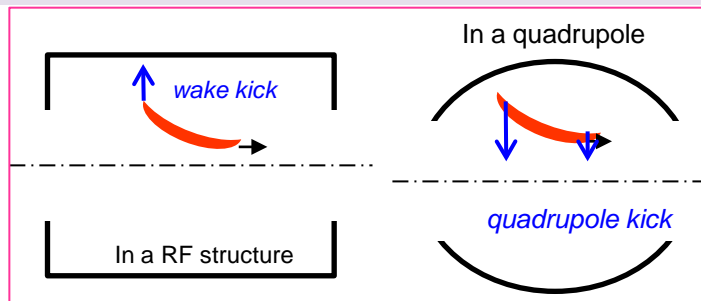 wake kick
In a RF structure
In a quadrupole
quadrupole kick